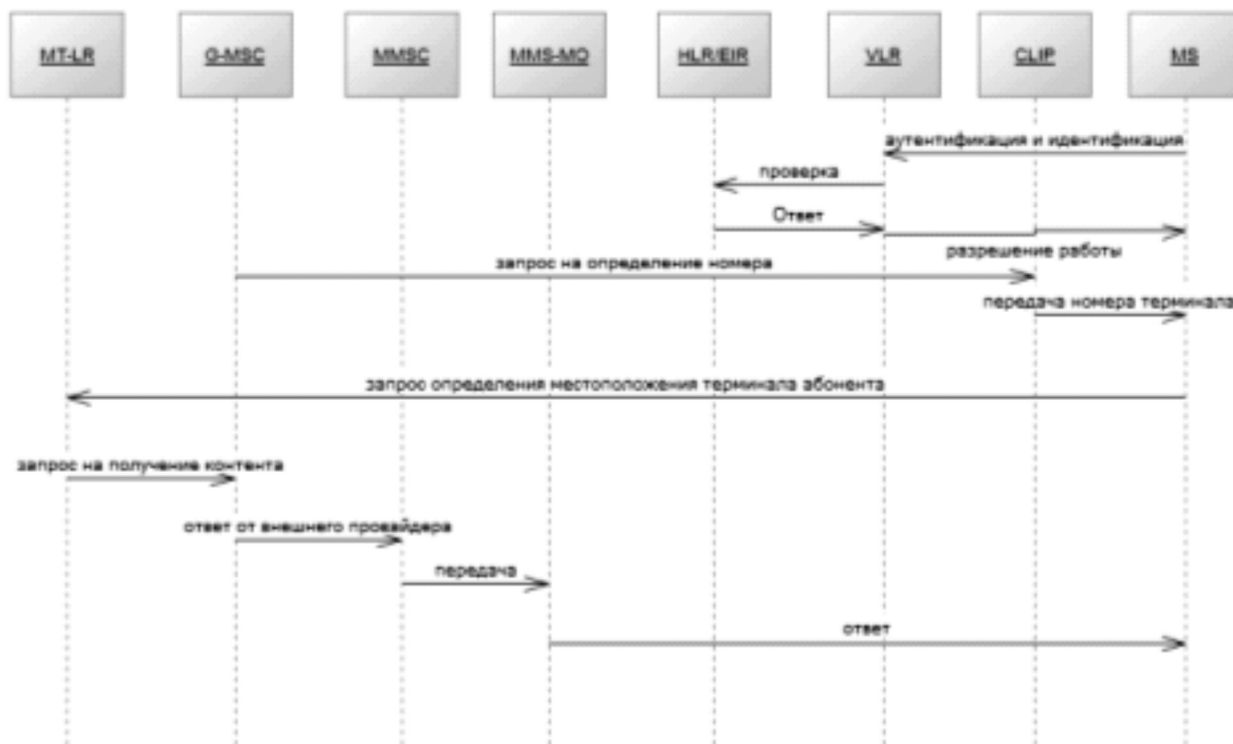 MT-LR
G-MSC
MMSC
MMS-MO
HLR/EIR
VLR
CLIP
MS
аутентификация и идентификация
проверка
Ответ
разрешение работы
запрос на определение номера
передача номера терминала
запрос определения местоположения терминала абонента
запрос на получение контента
ответ от внешнего провайдера
передача
ответ